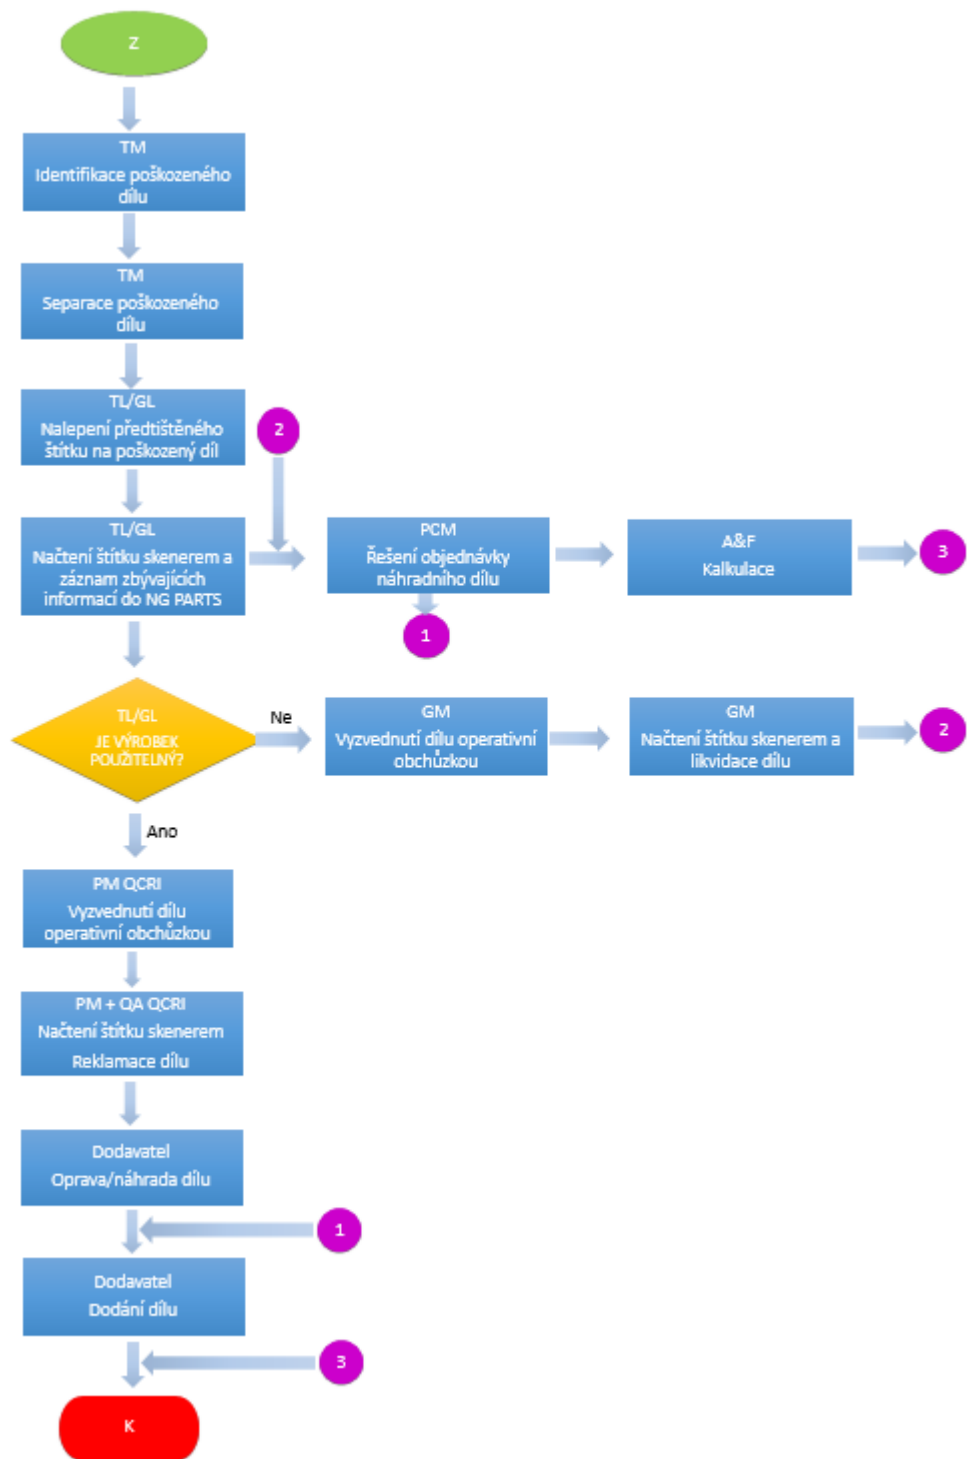 Z
TM
Identifikace poškozeného
dílu
TM
Separace poškozeného
dílu
TL/GL
Nalepení předtištěného
štítku na poškozený díl
2
TL/GL
Načtení štítku skenerem a
záznam zbývajících
informací do NG PARTS
PCM
Řešení objednávky
náhradního dílu
A&F
Kalkulace
3
1
TL/GL
JE VÝROBEK
POUŽITELNÝ?
Ne
GM
Vyzvednutí dílu operativní
obchůzkou
GM
Načtení štítku skenerem a
likvidace dílu
2
Ano
PM QCRI
Vyzvednutí dílu
operativní obchůzkou
PM + QA QCRI
Načtení štítku skenerem
Reklamace dílu
Dodavatel
Oprava/náhrada dílu
1
Dodavatel
Dodání dílu
3
K